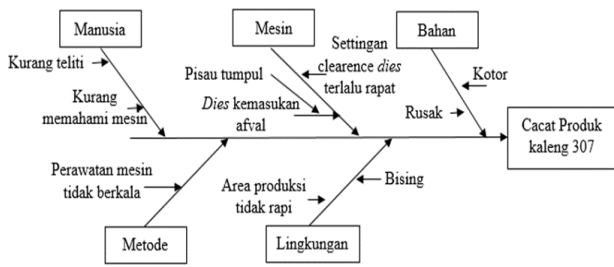 Manusia
Mesin
Bahan
Kurang teliti
Kurang
memahami mesin
Pisau tumpul
Dies kemasukan
afval
Settingan
clearence dies
terlalu rapat
Kotor
Rusak
Cacat Produk
kaleng 307
Perawatan mesin
tidak berkala
Area produksi
tidak rapi
Bising
Metode
Lingkungan